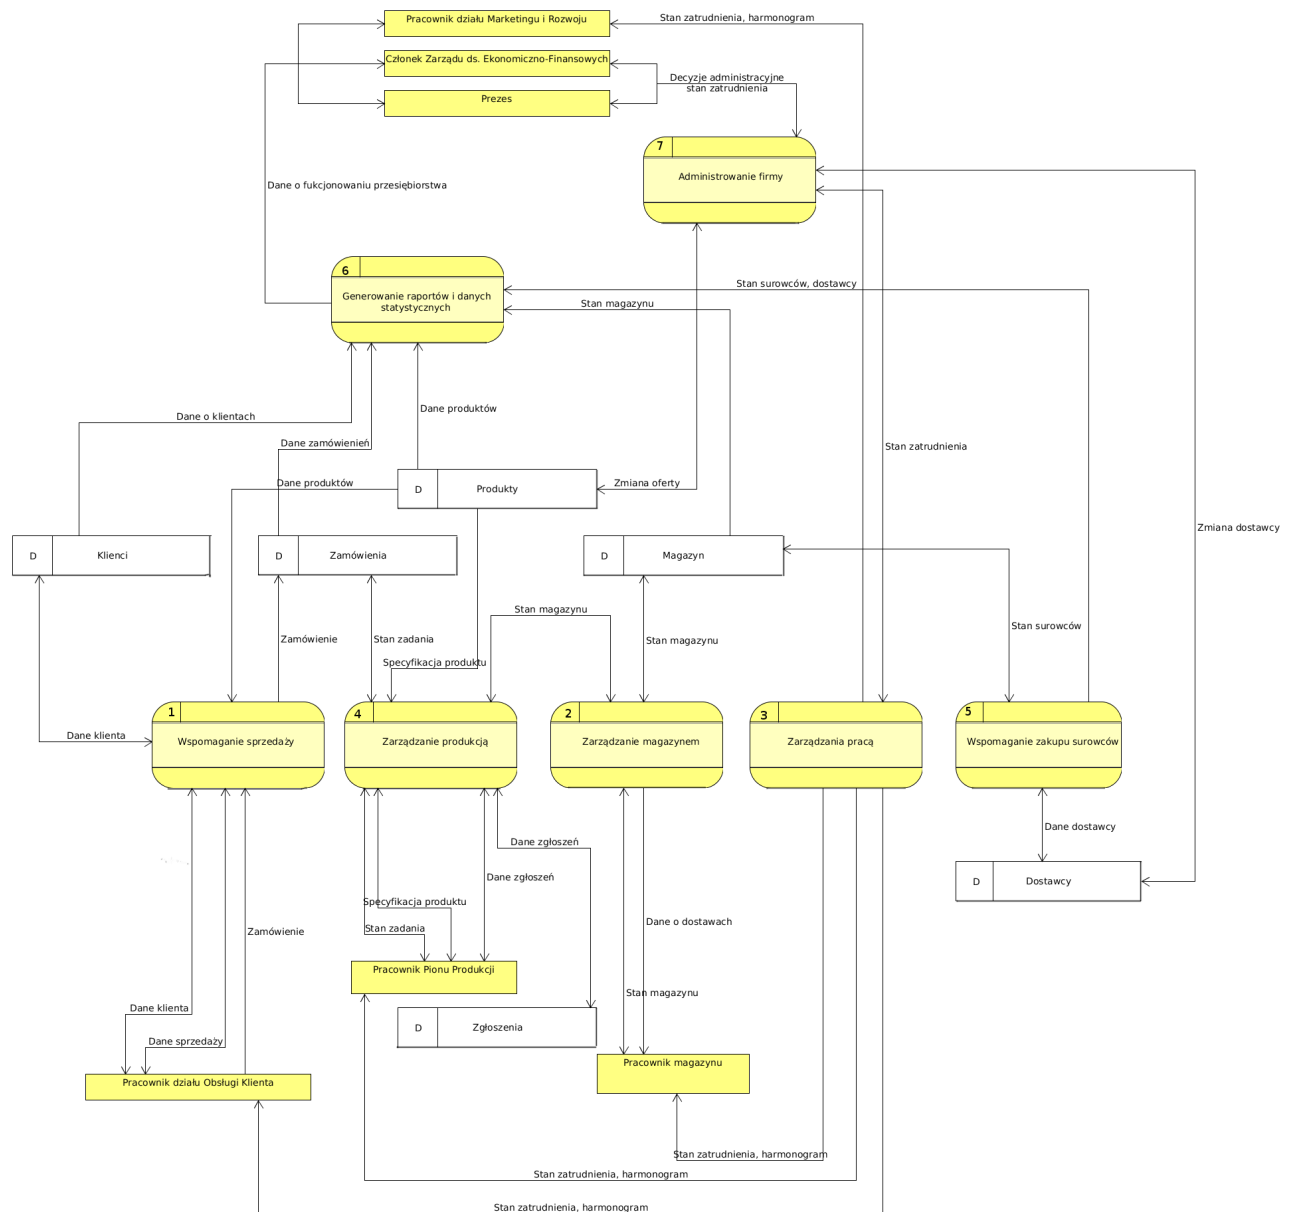 Pracownik działu Marketingu i Rozwoju
Stan zatrudnienia, harmonogram
Członek Zarządu ds. Ekonomiczno-Finansowych
Decyzje administracyjne
stan zatrudnienia
Prezes
7
Administrowanie firmy
Dane o fukcjonowaniu przesiębiorstwa
6
Generowanie raportów i danych
statystycznych
Stan surowców, dostawcy
Stan magazynu
Dane o klientach
Dane produktów
Dane zamówienień
Stan zatrudnienia
Dane produktów
D
Produkty
Zmiana oferty
Zmiana dostawcy
D
Klienci
D
Zamówienia
D
Magazyn
Stan magazynu
Stan surowców
Zamówienie
Stan zadania
Stan magazynu
Specyfikacja produktu
1
Wspomaganie sprzedaży
4
Zarządzanie produkcją
2
Zarządzanie magazynem
3
Zarządzania pracą
5
Wspomaganie zakupu surowców
Dane klienta
Dane dostawcy
Dane zgłoszeń
Dane zgłoszeń
D
Dostawcy
Specyfikacja produktu
Dane o dostawach
Stan zadania
Zamówienie
Pracownik Pionu Produkcji
Stan magazynu
Dane klienta
D
Zgłoszenia
Dane sprzedaży
Pracownik magazynu
Pracownik działu Obsługi Klienta
Stan zatrudnienia, harmonogram
Stan zatrudnienia, harmonogram
Stan zatrudnienia, harmonogram